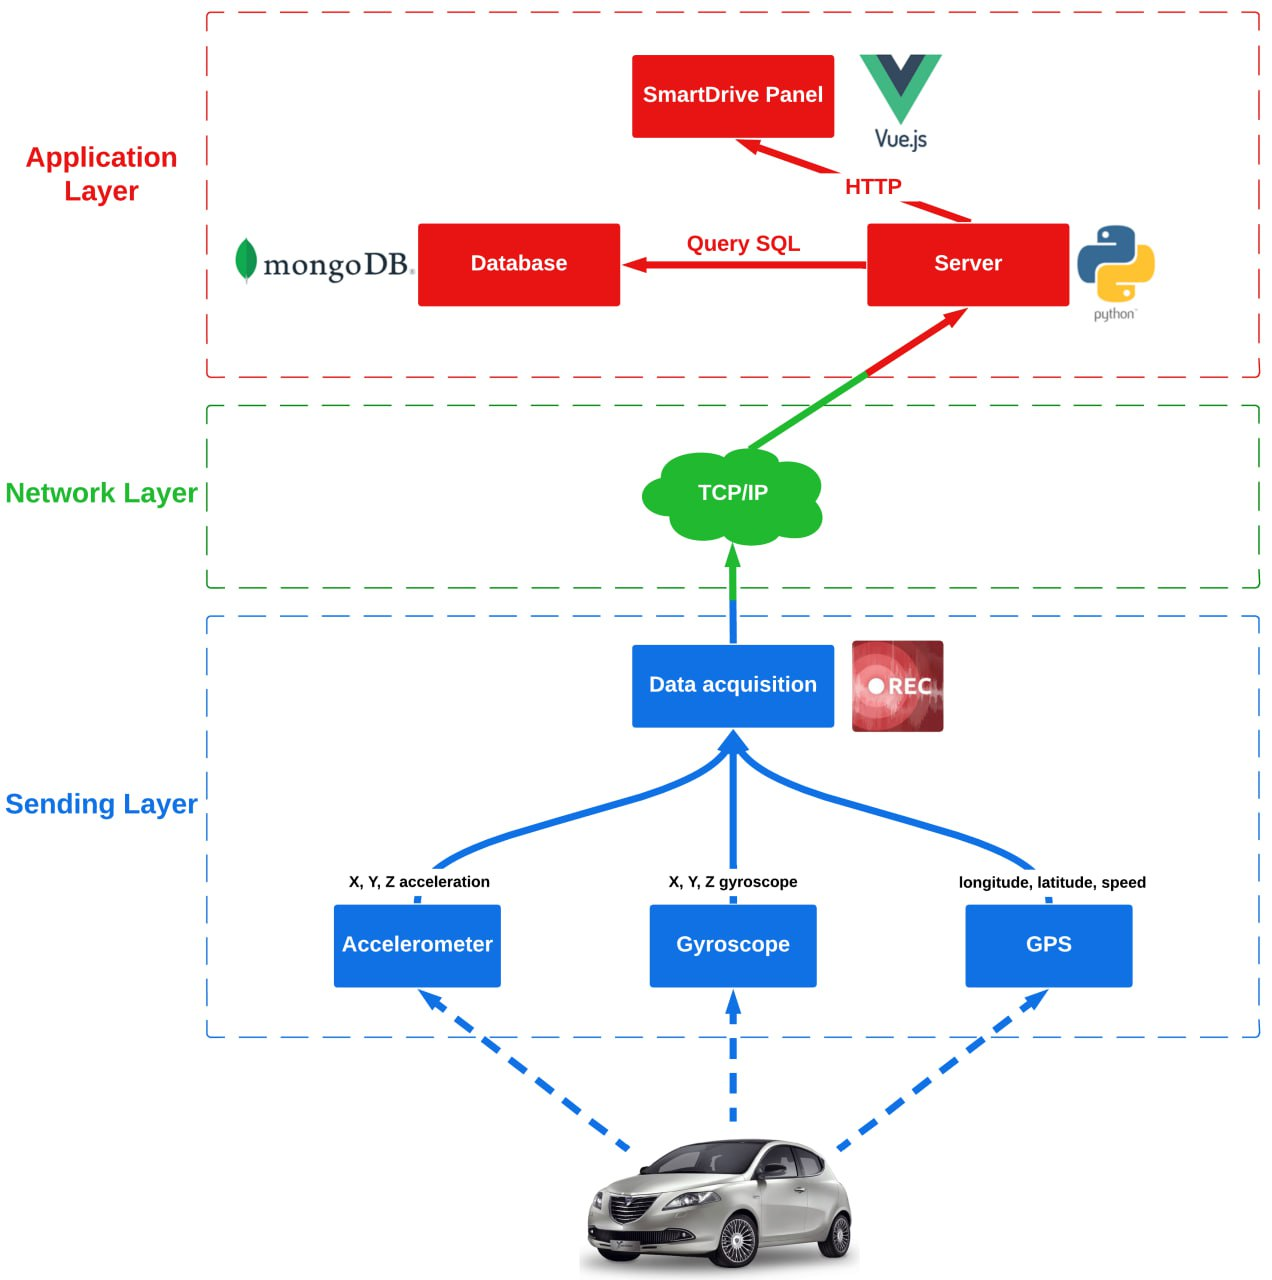 SmartDrive Panel
Vue.js
Application
Layer
HTTP
Query SQL
mongoDB®
Database
Server
python™
Network Layer
TCP/IP
Data acquisition
REC
Sending Layer
X, Y, Z acceleration
X, Y, Z gyroscope
longitude, latitude, speed
Accelerometer
Gyroscope
GPS